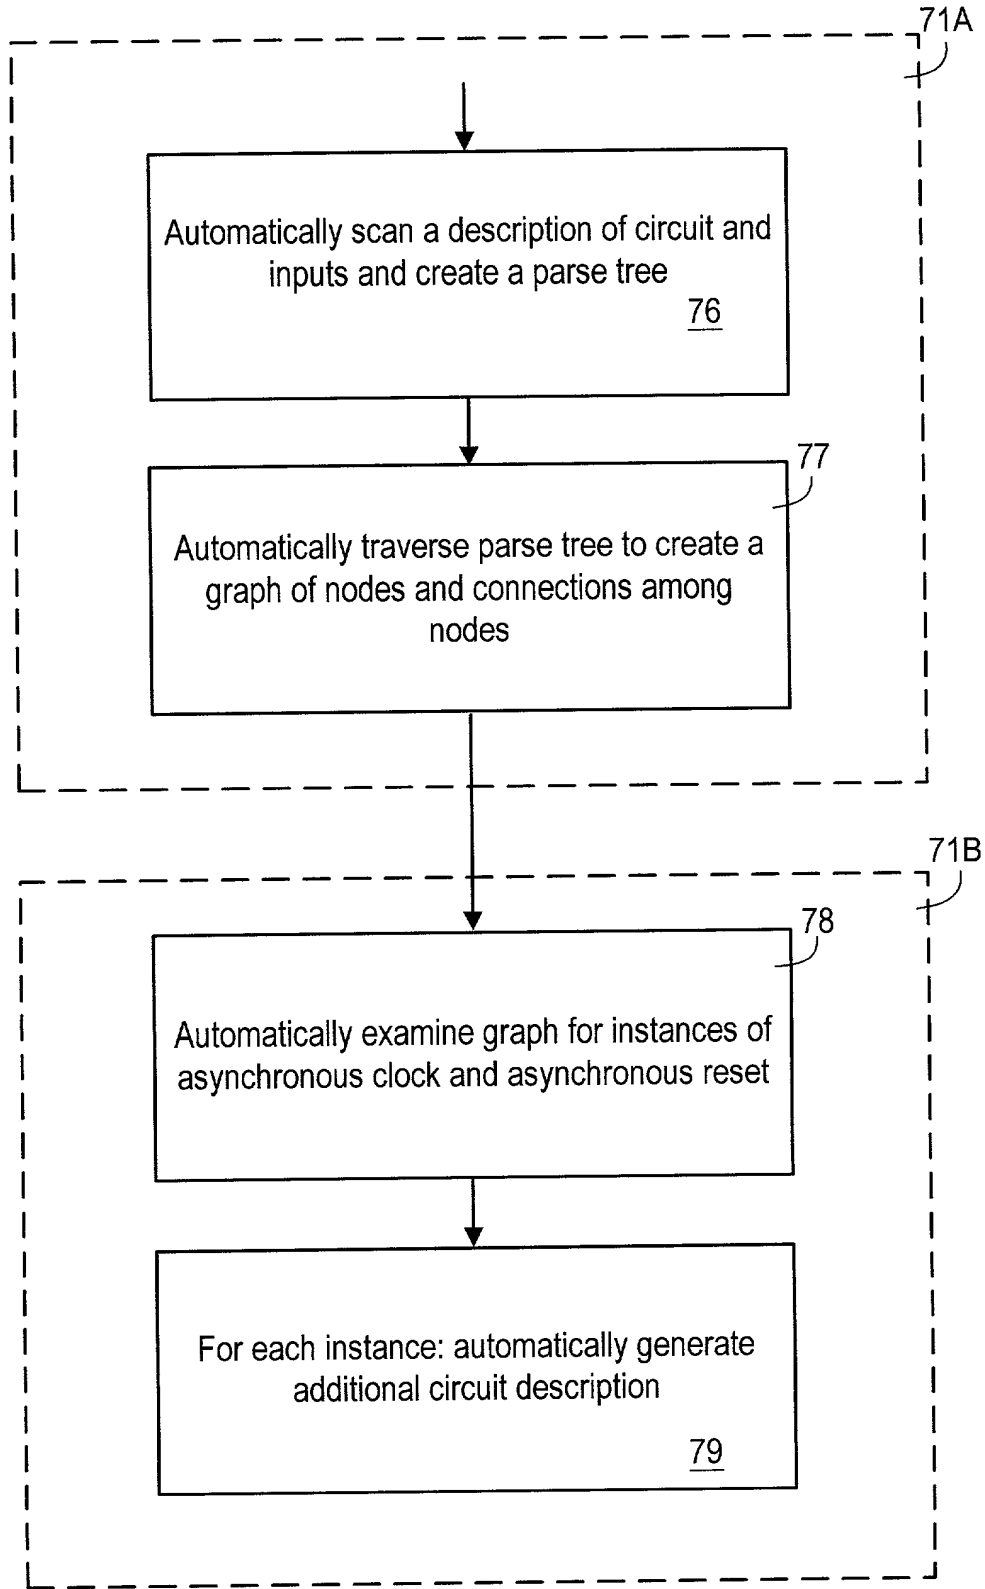 71A
Automatically scan a description of circuit and
inputs and create a parse tree
76
77
Automatically traverse parse tree to create a
graph of nodes and connections among
nodes
71B
78
Automatically examine graph for instances of
asynchronous clock and asynchronous reset
For each instance: automatically generate
additional circuit description
79